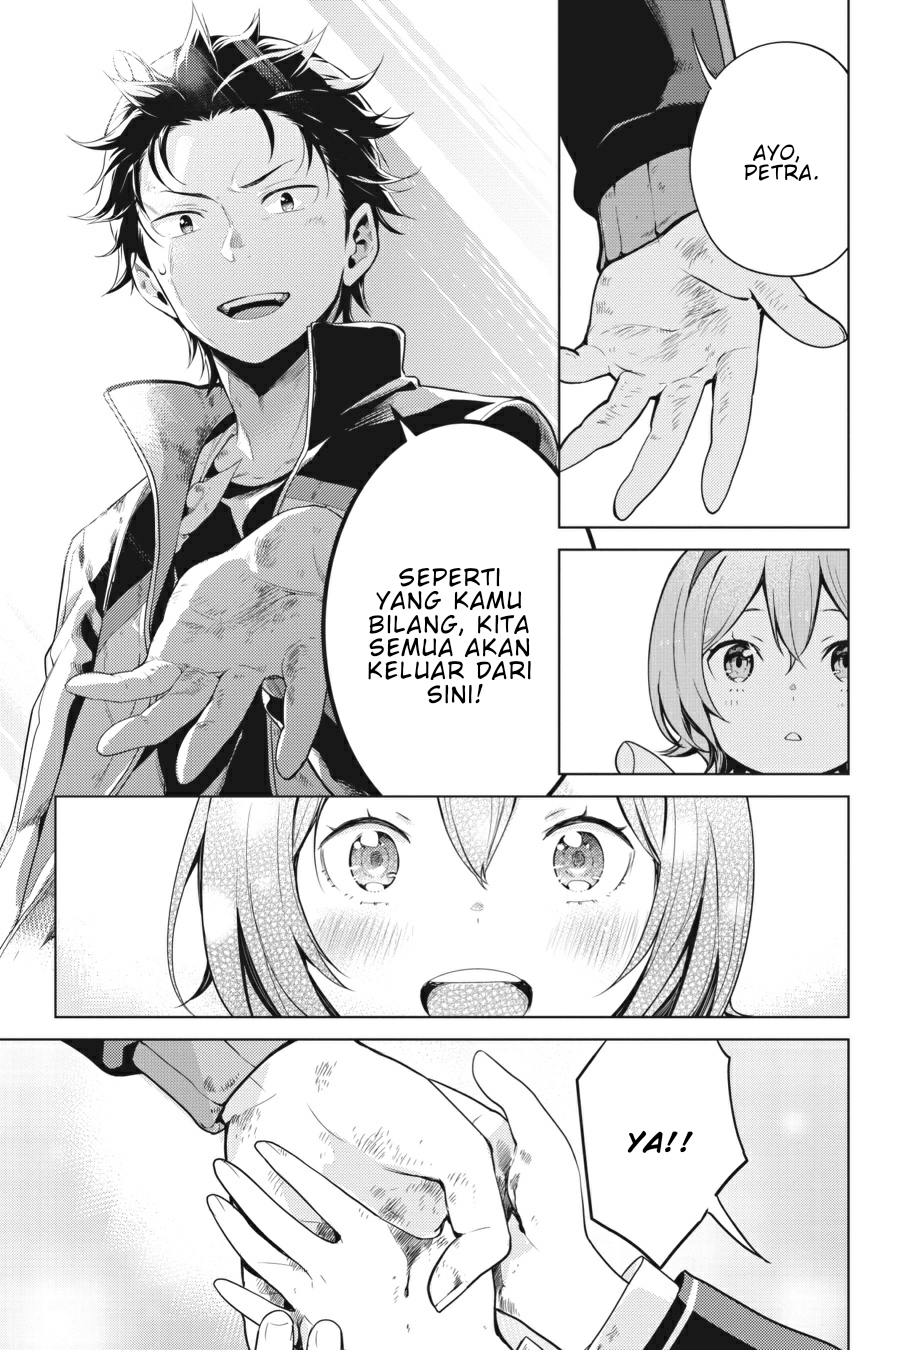 AYO,
PETRA.
SEPERTI
YANG KAMU
BILANG, KITA
SEMUA AKAN
KELUAR DARI
SINI!
YA!!